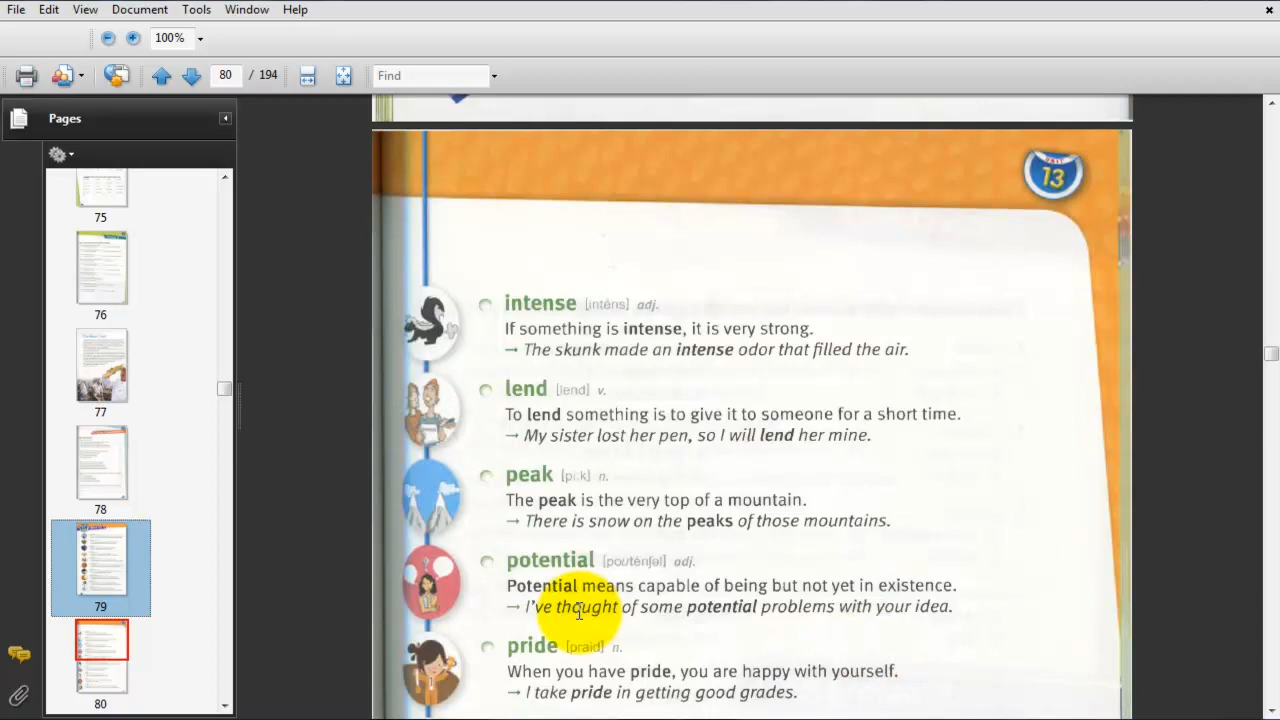 File Edit View Document Tools Window Help
100%
80 / 194 Find
Pages
75
76
77
78
79
80
UNIT
13
intense [inténs] adj.
If something is intense, it is very strong.
→ The skunk made an intense odor that filled the air.
lend [lend] v.
To lend something is to give it to someone for a short time.
→ My sister lost her pen, so I will lend her mine.
peak [pi:k] n.
The peak is the very top of a mountain.
→ There is snow on the peaks of those mountains.
potential [pouténʃəl] adj.
Potential means capable of being but not yet in existence.
→ I've thought of some potential problems with your idea.
pride [praid] n.
When you have pride, you are happy with yourself.
→ I take pride in getting good grades.